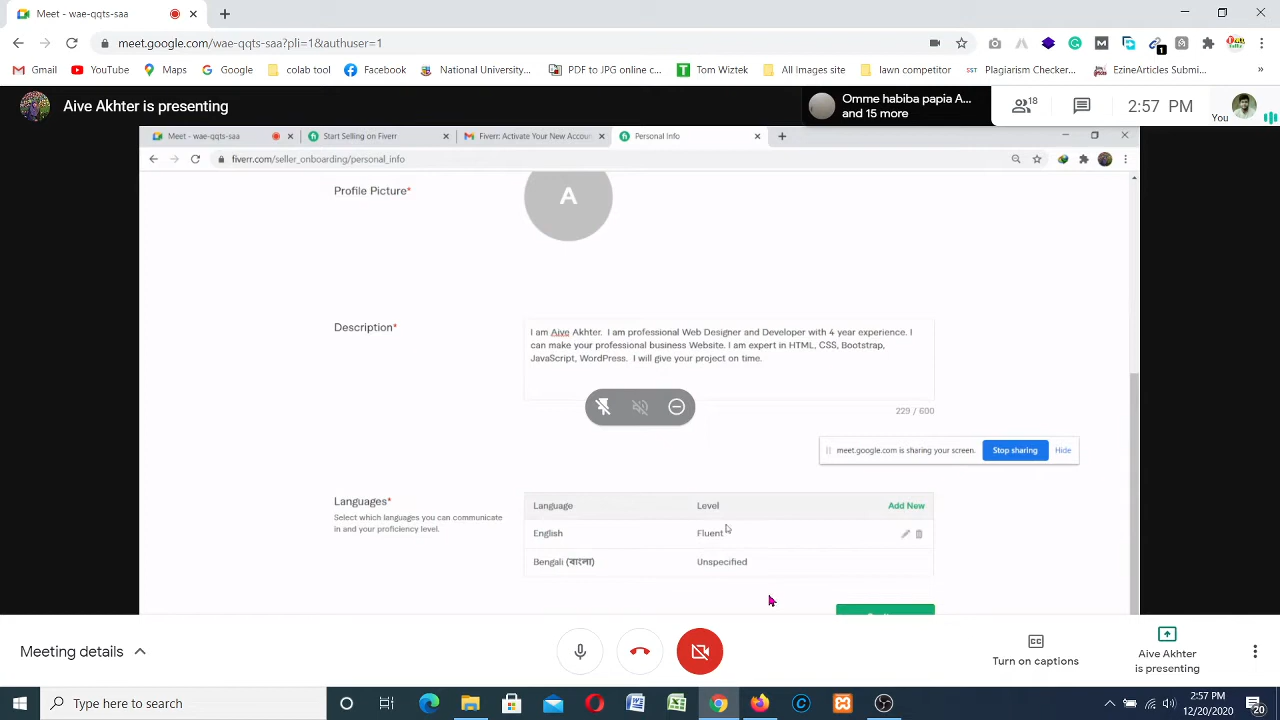 Meet - wae-qqts-saa
meet.google.com/wae-qqts-saa?pli=1&authuser=1
1
Gmail
YouTube
Maps
Google
colab tool
Facebook
National University...
PDF to JPG online c...
Tom Wiztek
All Images site
lawn competitor
SST
Plagiarism Checker...
EzineArticles Submi...
»
Aive Akhter is presenting
Omme habiba papia A...
and 15 more
18
2:57 PM
You
Meet - wae-qqts-saa
Start Selling on Fiverr
Fiverr: Activate Your New Accoun
Personal Info
fiverr.com/seller_onboarding/personal_info
Profile Picture*
A
Description*
I am Aive Akhter. I am professional Web Designer and Developer with 4 year experience. I
can make your professional business Website. I am expert in HTML, CSS, Bootstrap,
JavaScript, WordPress. I will give your project on time.
229 / 600
meet.google.com is sharing your screen.
Stop sharing
Hide
Languages*
Select which languages you can communicate
in and your proficiency level.
Language
Level
Add New
English
Fluent
Bengali (বাংলা)
Unspecified
Meeting details
CC
Turn on captions
Aive Akhter
is presenting
Type here to search
2:57 PM
12/20/2020
20